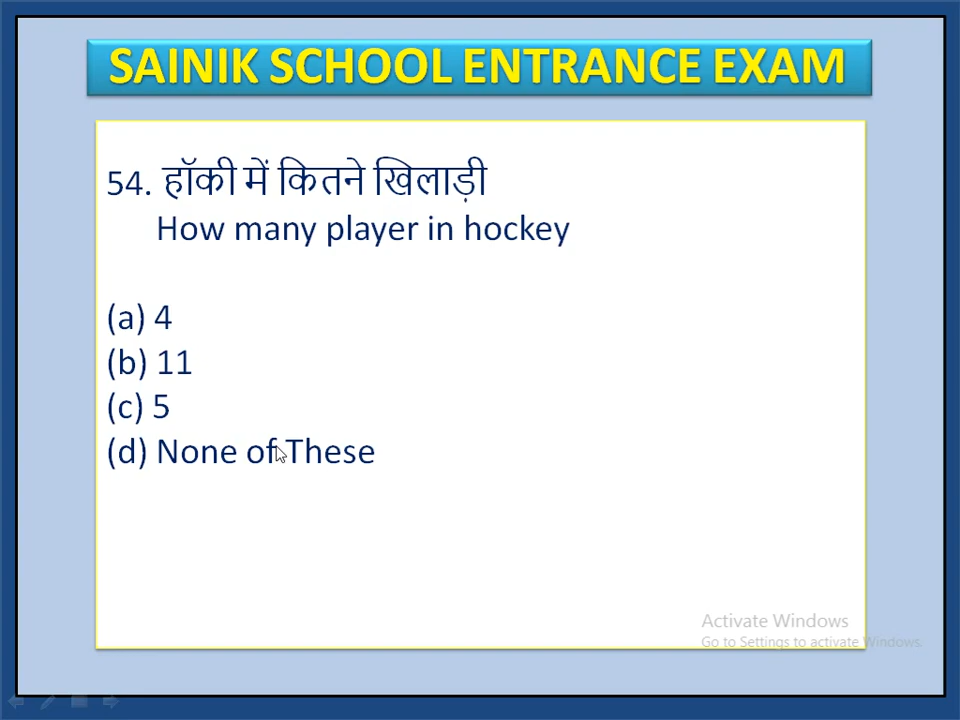 SAINIK SCHOOL ENTRANCE EXAM
54. हॉकी में कितने खिलाड़ी
How many player in hockey
(a) 4
(b) 11
(c) 5
(d) None of These
Activate Windows
Go to Settings to activate Windows.